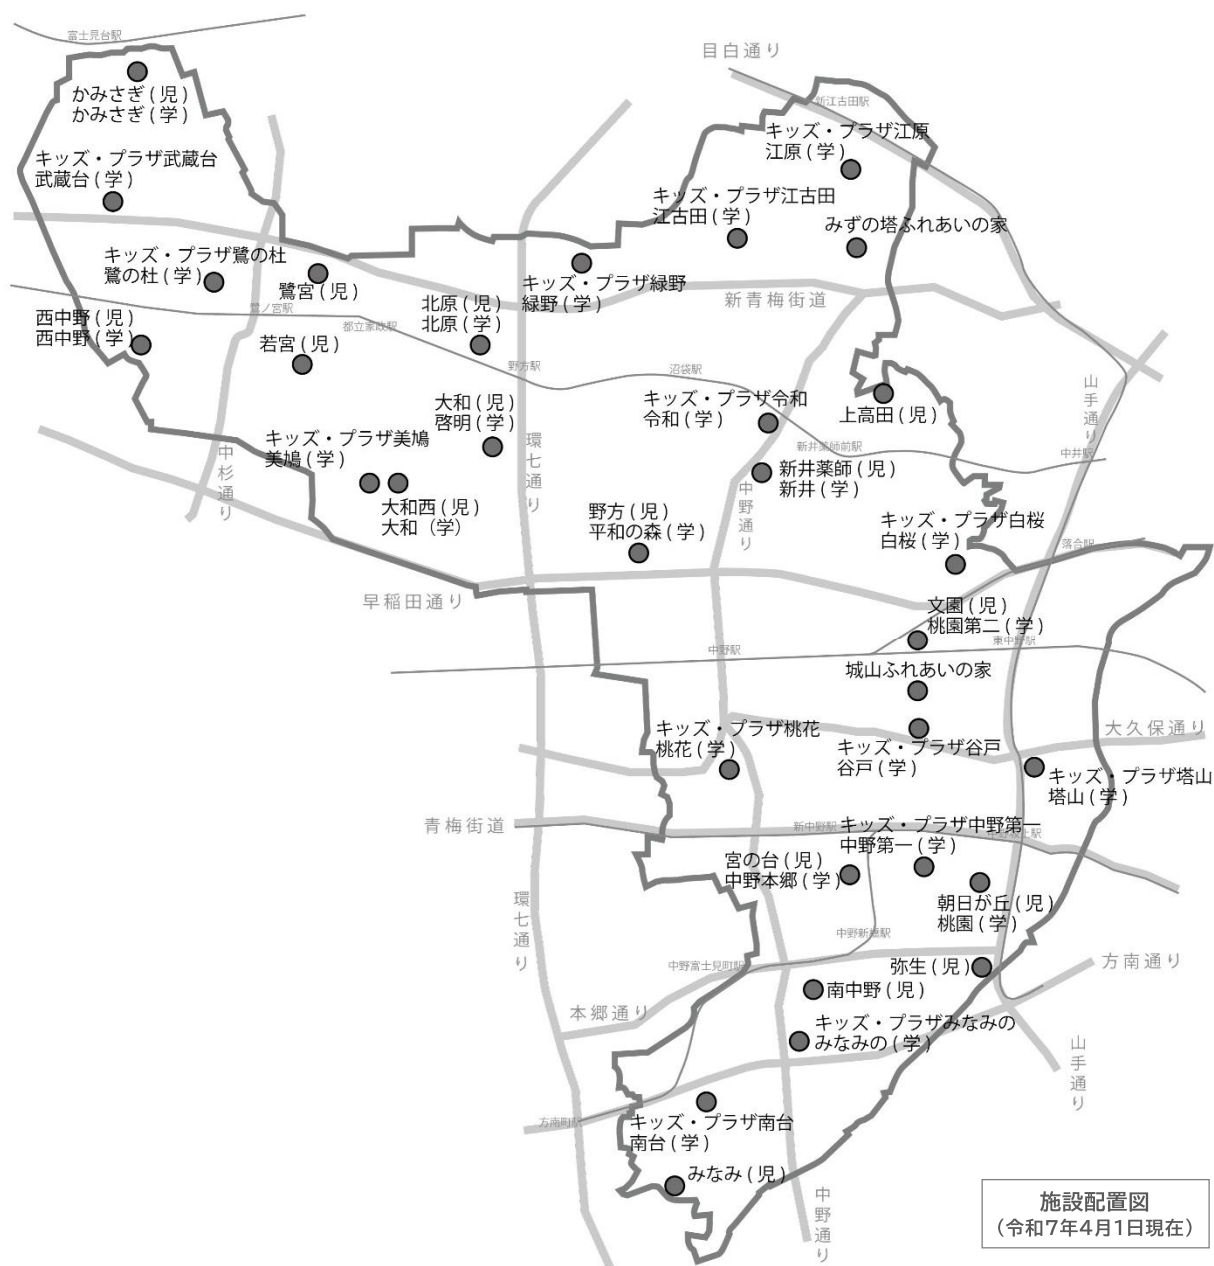 富士見台駅
目白通り
かみさぎ(児)
かみさぎ(学)
新江古田駅
キッズ・プラザ江原
江原(学)
キッズ・プラザ武蔵台
武蔵台(学)
キッズ・プラザ江古田
江古田(学)
みずの塔ふれあいの家
キッズ・プラザ鷺の杜
鷺の杜(学)
鷺宮(児)
キッズ・プラザ緑野
緑野(学)
新青梅街道
鷺ノ宮駅
北原(児)
北原(学)
西中野(児)
西中野(学)
都立家政駅
若宮(児)
野方駅
沼袋駅
山手通り
大和(児)
啓明(学)
キッズ・プラザ令和
令和(学)
上高田(児)
キッズ・プラザ美鳩
美鳩(学)
中杉通り
環七通り
新井薬師前駅
中井駅
新井薬師(児)
新井(学)
中野通り
大和西(児)
大和(学)
野方(児)
平和の森(学)
キッズ・プラザ白桜
白桜(学)
落合駅
早稲田通り
文園(児)
桃園第二(学)
東中野駅
中野駅
城山ふれあいの家
キッズ・プラザ桃花
桃花(学)
キッズ・プラザ谷戸
谷戸(学)
大久保通り
キッズ・プラザ塔山
塔山(学)
青梅街道
新中野駅
キッズ・プラザ中野第一
中野第一(学)
中野坂上駅
宮の台(児)
中野本郷(学)
朝日が丘(児)
桃園(学)
環七通り
中野新橋駅
中野富士見町駅
弥生(児)
方南通り
南中野(児)
本郷通り
キッズ・プラザみなみの
みなみの(学)
山手通り
方南町駅
キッズ・プラザ南台
南台(学)
みなみ(児)
中野通り
施設配置図
(令和7年4月1日現在)